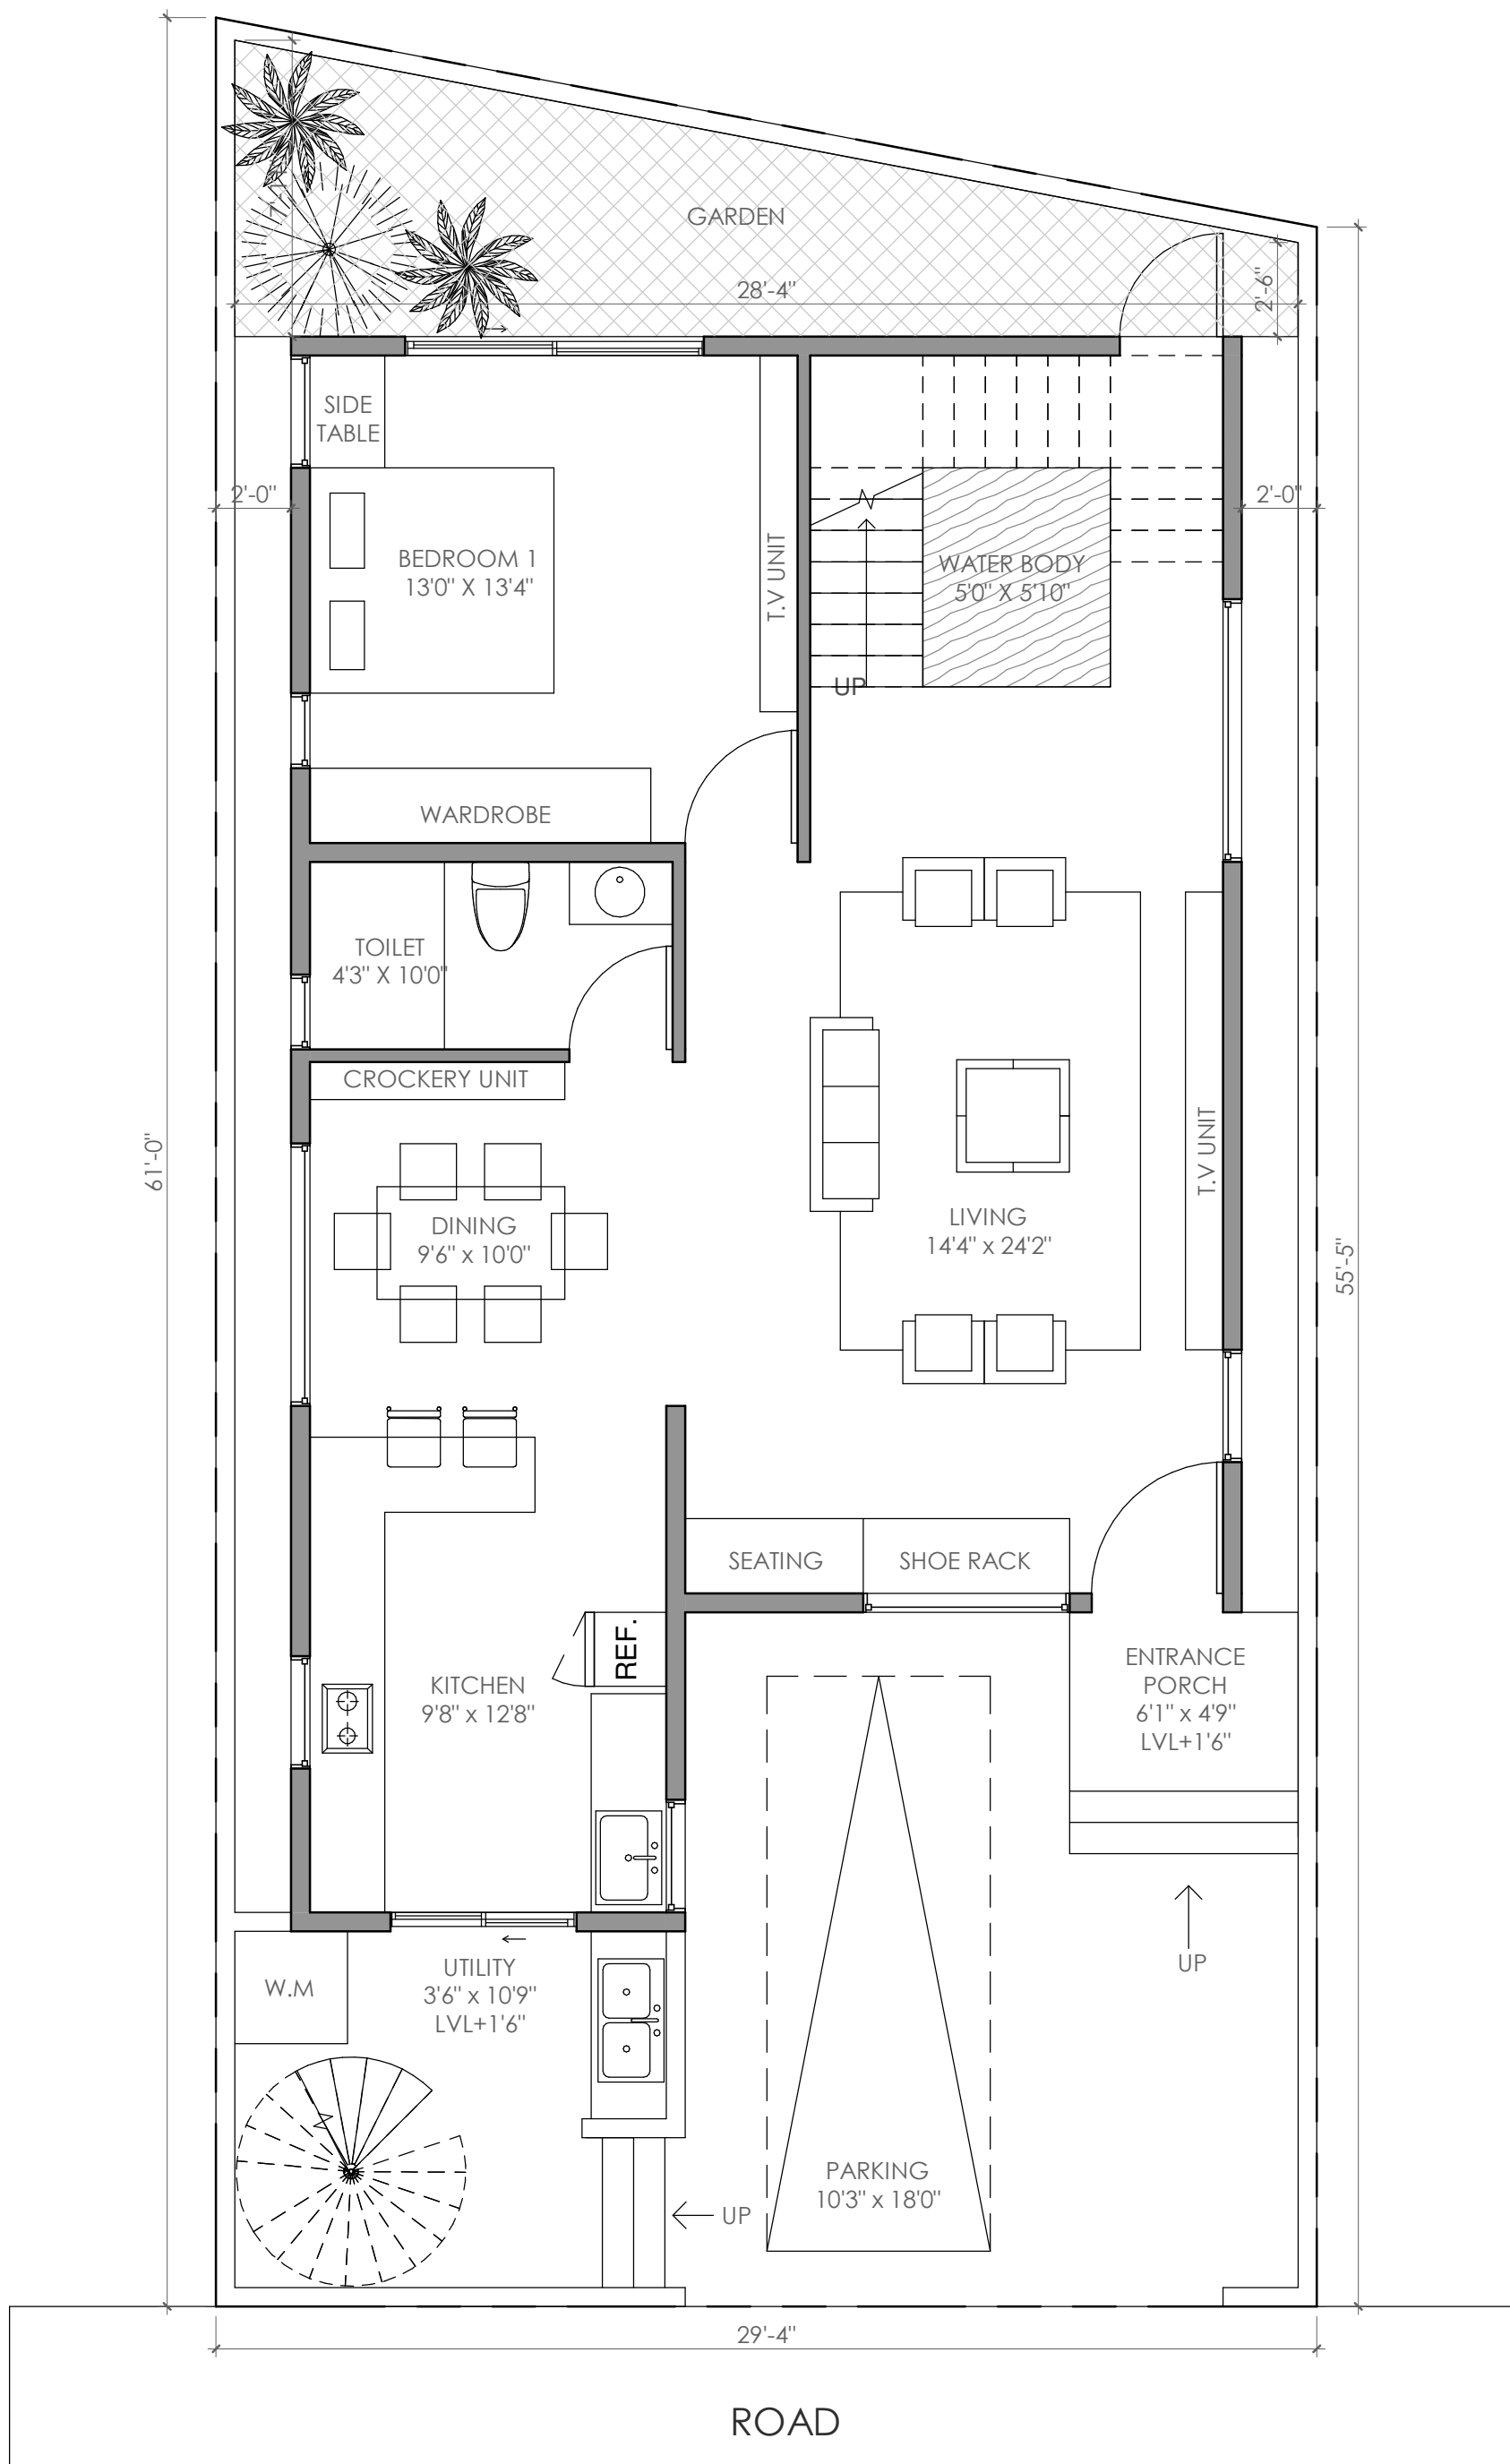 GARDEN
28'-4"
2'-6"
SIDE
TABLE
2'-0"
2'-0"
BEDROOM 1
13'0" X 13'4"
T.V UNIT
WATER BODY
5'0" X 5'10"
UP
WARDROBE
TOILET
4'3" X 10'0"
CROCKERY UNIT
T.V UNIT
61'-0"
DINING
9'6" x 10'0"
LIVING
14'4" x 24'2"
55'-5"
SEATING
SHOE RACK
REF.
KITCHEN
9'8" x 12'8"
ENTRANCE
PORCH
6'1" x 4'9"
LVL+1'6"
W.M
UTILITY
3'6" x 10'9"
LVL+1'6"
UP
PARKING
10'3" x 18'0"
UP
29'-4"
ROAD